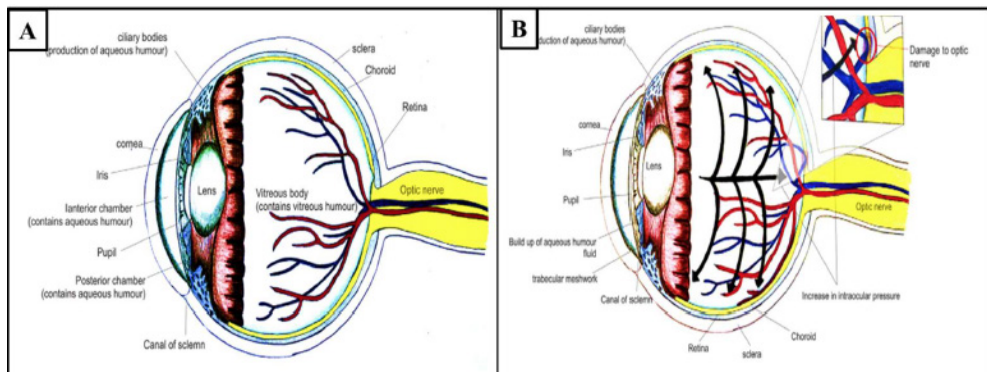 A
ciliary bodies
(production of aqueous humour)
sclera
Choroid
Retina
cornea
Iris
Lens
Vitreous body
(contains vitreous humour)
Optic nerve
Ianterior chamber
(contains aqueous humour)
Pupil
Posterior chamber
(contains aqueous humour)
Canal of sclemn
B
ciliary bodies
oduction of aqueous humour)
Damage to optic
nerve
cornea
Iris
Lens
Pupil
Optic nerve
Build up of aqueous humour
fluid
trabecular meshwork
Canal of sclemn
Increase in intraocular pressure
Choroid
Retina
sclera